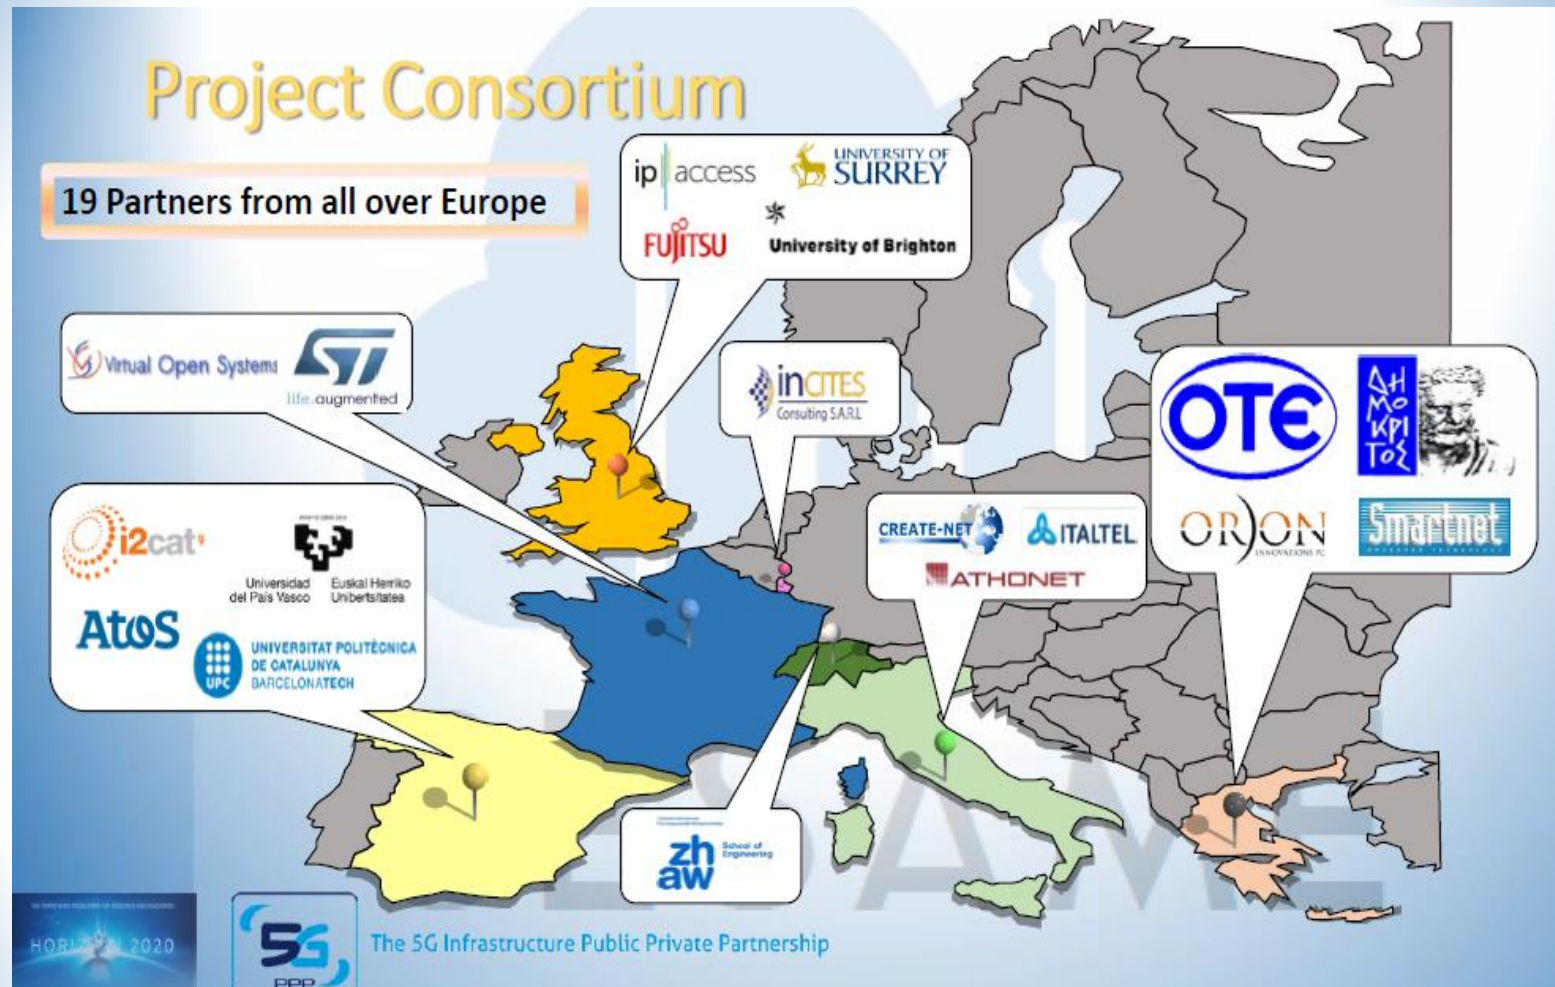 Project Consortium
19 Partners from all over Europe
ip access
UNIVERSITY OF
SURREY
FUJITSU
University of Brighton
Virtual Open Systems
ST
life.augmented
inCITES
Consulting S.A.R.L
OTE
ΔΗ
ΜΟ
ΚΡΙ
ΤΟΣ
ORION
INNOVATIONS PC
Smartnet
i2cat
Universidad
del País Vasco
Euskal Herriko
Unibertsitatea
Atos
UPC
UNIVERSITAT POLITÈCNICA
DE CATALUNYA
BARCELONATECH
CREATE-NET
ITALTEL
ATHONET
zh
aw
School of
Engineering
SESAME
HORIZON 2020
5G
PPP
The 5G Infrastructure Public Private Partnership